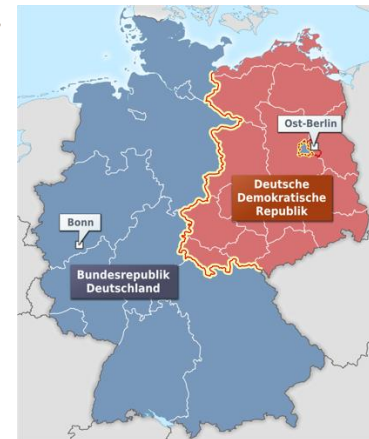 Ost-Berlin
Deutsche
Demokratische
Republik
Bonn
Bundesrepublik
Deutschland